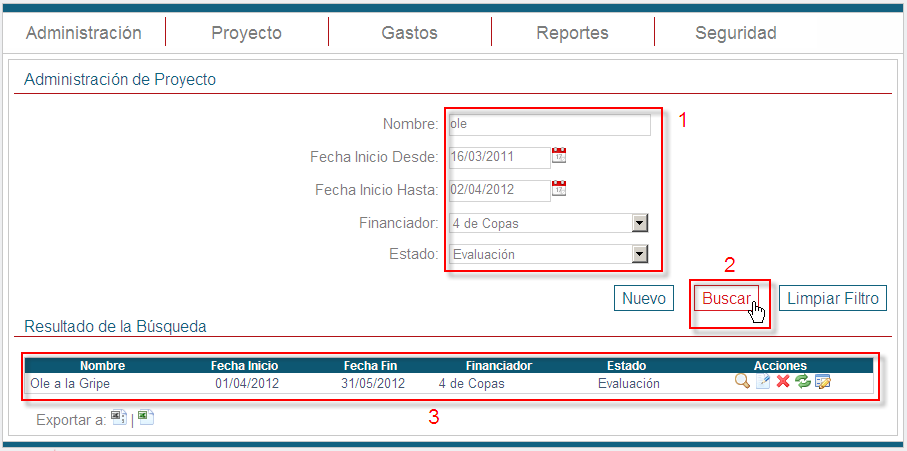 Administración Proyecto Gastos Reportes Seguridad
Administración de Proyecto
Nombre: ole 1
Fecha Inicio Desde: 16/03/2011
Fecha Inicio Hasta: 02/04/2012
Financiador: 4 de Copas
Estado: Evaluación
2
Nuevo Buscar Limpiar Filtro
Resultado de la Búsqueda
Nombre Fecha Inicio Fecha Fin Financiador Estado Acciones
Ole a la Gripe 01/04/2012 31/05/2012 4 de Copas Evaluación
3
Exportar a: |